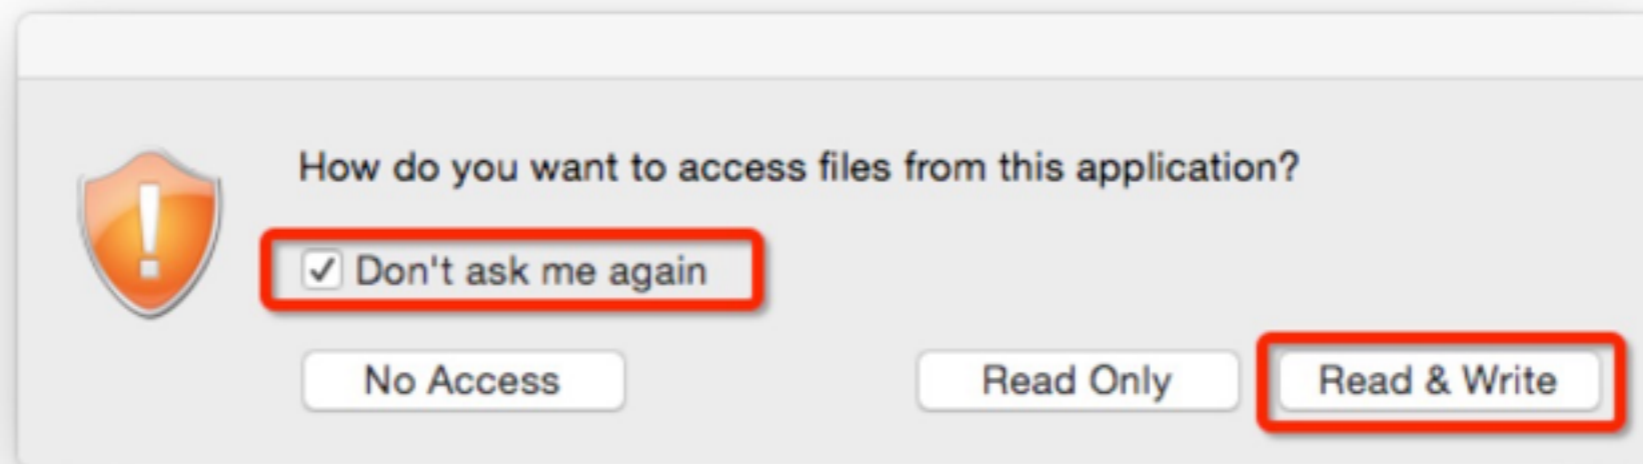 How do you want to access files from this application?
Don't ask me again
No Access
Read Only
Read & Write